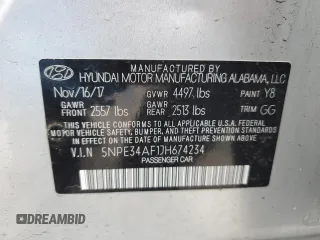 MANUFACTURED BY
HYUNDAI MOTOR MANUFACTURING ALABAMA, LLC
Nov/16/17 GVWR 4497 lbs PAINT Y8
GAWR FRONT 2557 lbs GAWR REAR 2513 lbs TRIM GG
THIS VEHICLE CONFORMS TO ALL APPLICABLE U.S.A. FEDERAL
MOTOR VEHICLE SAFETY, BUMPER, AND THEFT PREVENTION
STANDARDS IN EFFECT ON THE DATE OF MANUFACTURE SHOWN ABOVE.
V.I.N 5NPE34AF1JH674234
PASSENGER CAR